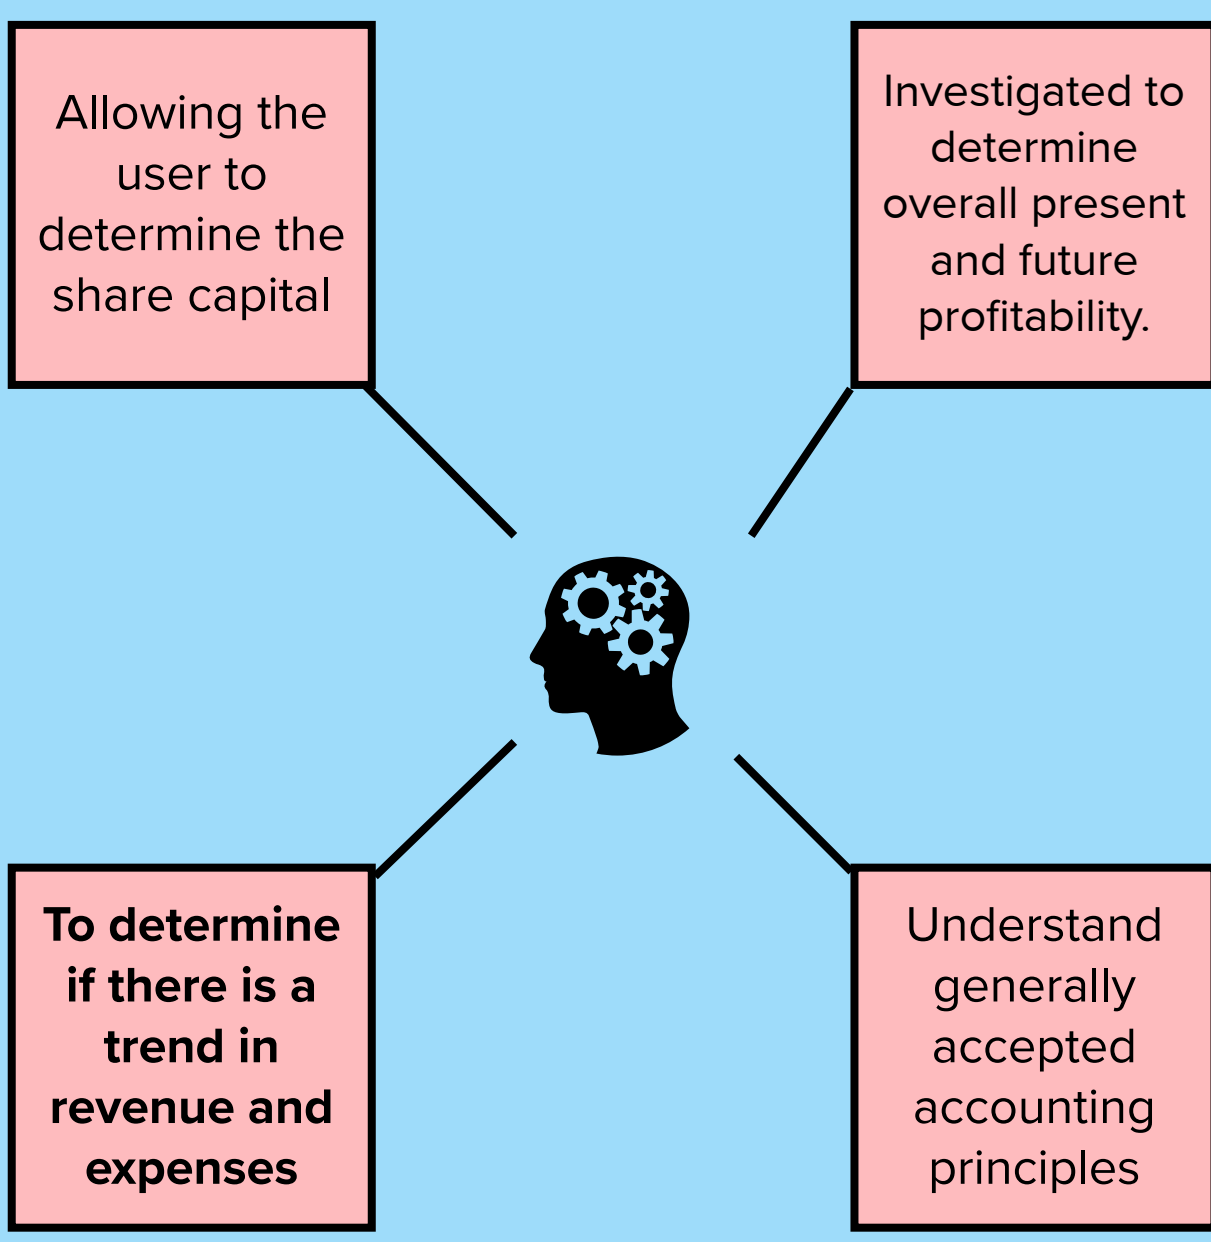 Allowing the
user to
determine the
share capital
Investigated to
determine
overall present
and future
profitability.
To determine
if there is a
trend in
revenue and
expenses
Understand
generally
accepted
accounting
principles